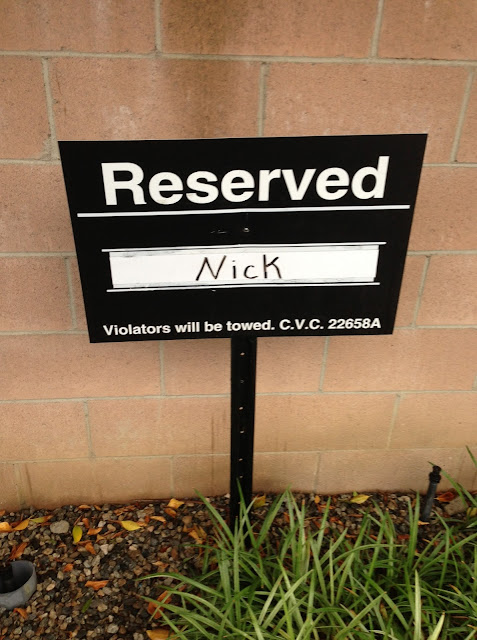 Reserved
Nick
Violators will be towed. C.V.C. 22658A